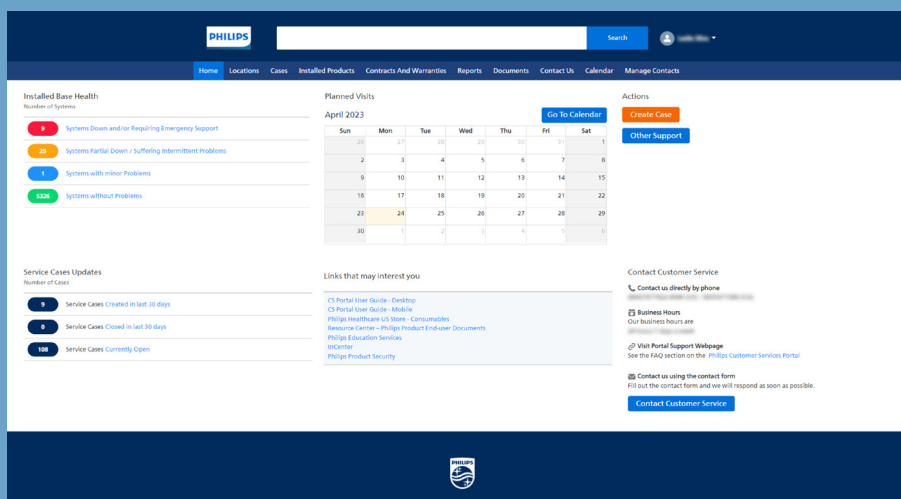 PHILIPS
Search
Home Locations Cases Installed Products Contracts And Warranties Reports Documents Contact Us Calendar Manage Contacts
Installed Base Health
Number of Systems
9 Systems Down and/or Requiring Emergency Support
25 Systems Partial Down / Suffering Intermittent Problems
1 Systems with minor Problems
5326 Systems without Problems
Planned Visits
April 2023
Go To Calendar
Sun Mon Tue Wed Thu Fri Sat
26 27 28 29 30 31 1
2 3 4 5 6 7 8
9 10 11 12 13 14 15
16 17 18 19 20 21 22
23 24 25 26 27 28 29
30 1 2 3 4 5 6
Actions
Create Case
Other Support
Service Cases Updates
Number of Cases
9 Service Cases Created in last 30 days
0 Service Cases Closed in last 30 days
108 Service Cases Currently Open
Links that may interest you
CS Portal User Guide - Desktop
CS Portal User Guide - Mobile
Philips Healthcare US Store - Consumables
Resource Center – Philips Product End-user Documents
Philips Education Services
InCenter
Philips Product Security
Contact Customer Service
Contact us directly by phone
Business Hours
Our business hours are
Visit Portal Support Webpage
See the FAQ section on the Philips Customer Services Portal
Contact us using the contact form
Fill out the contact form and we will respond as soon as possible.
Contact Customer Service
PHILIPS